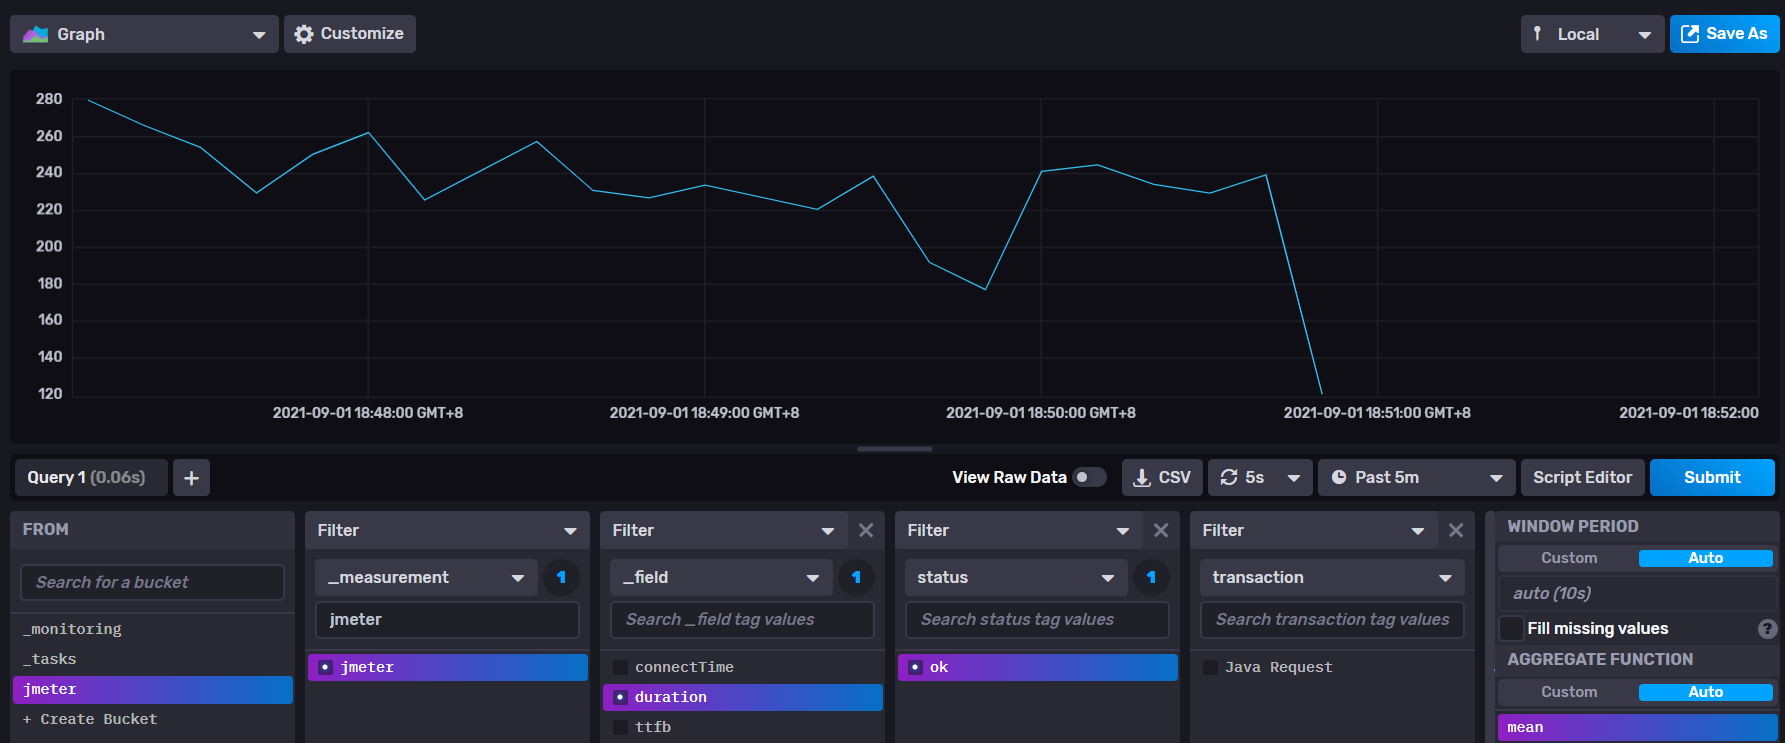 Graph
Customize
Local
Save As
280
260
240
220
200
180
160
140
120
2021-09-01 18:48:00 GMT+8
2021-09-01 18:49:00 GMT+8
2021-09-01 18:50:00 GMT+8
2021-09-01 18:51:00 GMT+8
2021-09-01 18:52:00
Query 1 (0.06s)
+
View Raw Data
CSV
5s
Past 5m
Script Editor
Submit
FROM
Search for a bucket
_monitoring
_tasks
jmeter
+ Create Bucket
Filter
_measurement
1
jmeter
jmeter
Filter
_field
1
Search _field tag values
connectTime
duration
ttfb
Filter
status
1
Search status tag values
ok
Filter
transaction
Search transaction tag values
Java Request
WINDOW PERIOD
Custom
Auto
auto (10s)
Fill missing values
?
AGGREGATE FUNCTION
Custom
Auto
mean